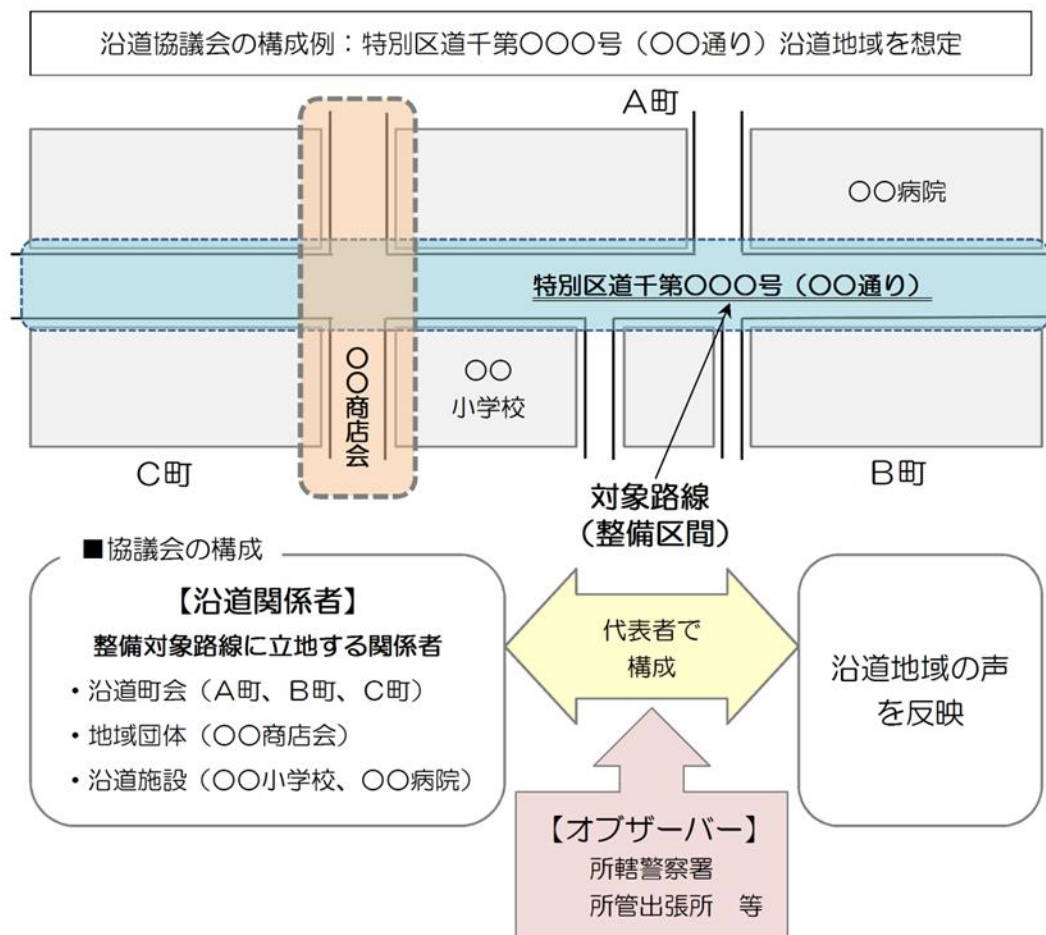 沿道協議会の構成例:特別区道千第〇〇〇号(〇〇通り)沿道地域を想定
A町
〇〇病院
特別区道千第〇〇〇号(〇〇通り)
〇〇商店会
〇〇
小学校
C町
B町
対象路線
(整備区間)
■協議会の構成
【沿道関係者】
整備対象路線に立地する関係者
・沿道町会(A町、B町、C町)
・地域団体(〇〇商店会)
・沿道施設(〇〇小学校、〇〇病院)
代表者で
構成
沿道地域の声
を反映
【オブザーバー】
所轄警察署
所管出張所 等